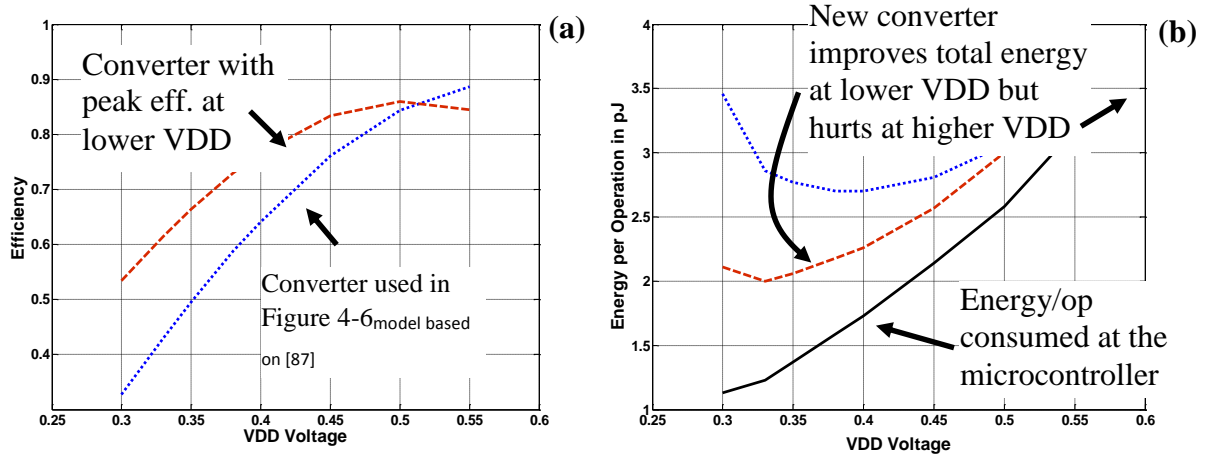 (a)
1
0.9
0.8
0.7
0.6
0.5
0.4
Efficiency
Converter with
peak eff. at
lower VDD
Converter used in
Figure 4-6model based
on [87]
0.25 0.3 0.35 0.4 0.45 0.5 0.55 0.6
VDD Voltage
(b)
4
3.5
3
2.5
2
1.5
1
Energy per Operation in pJ
New converter
improves total energy
at lower VDD but
hurts at higher VDD
Energy/op
consumed at the
microcontroller
0.25 0.3 0.35 0.4 0.45 0.5 0.55 0.6
VDD Voltage